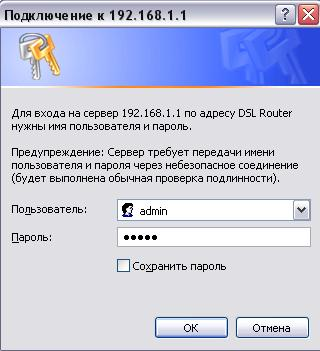 Подключение к 192.168.1.1
Для входа на сервер 192.168.1.1 по адресу DSL Router
нужны имя пользователя и пароль.
Предупреждение: Сервер требует передачи имени
пользователя и пароля через небезопасное соединение
(будет выполнена обычная проверка подлинности).
Пользователь: admin
Пароль: •••••
Сохранить пароль
ОК Отмена